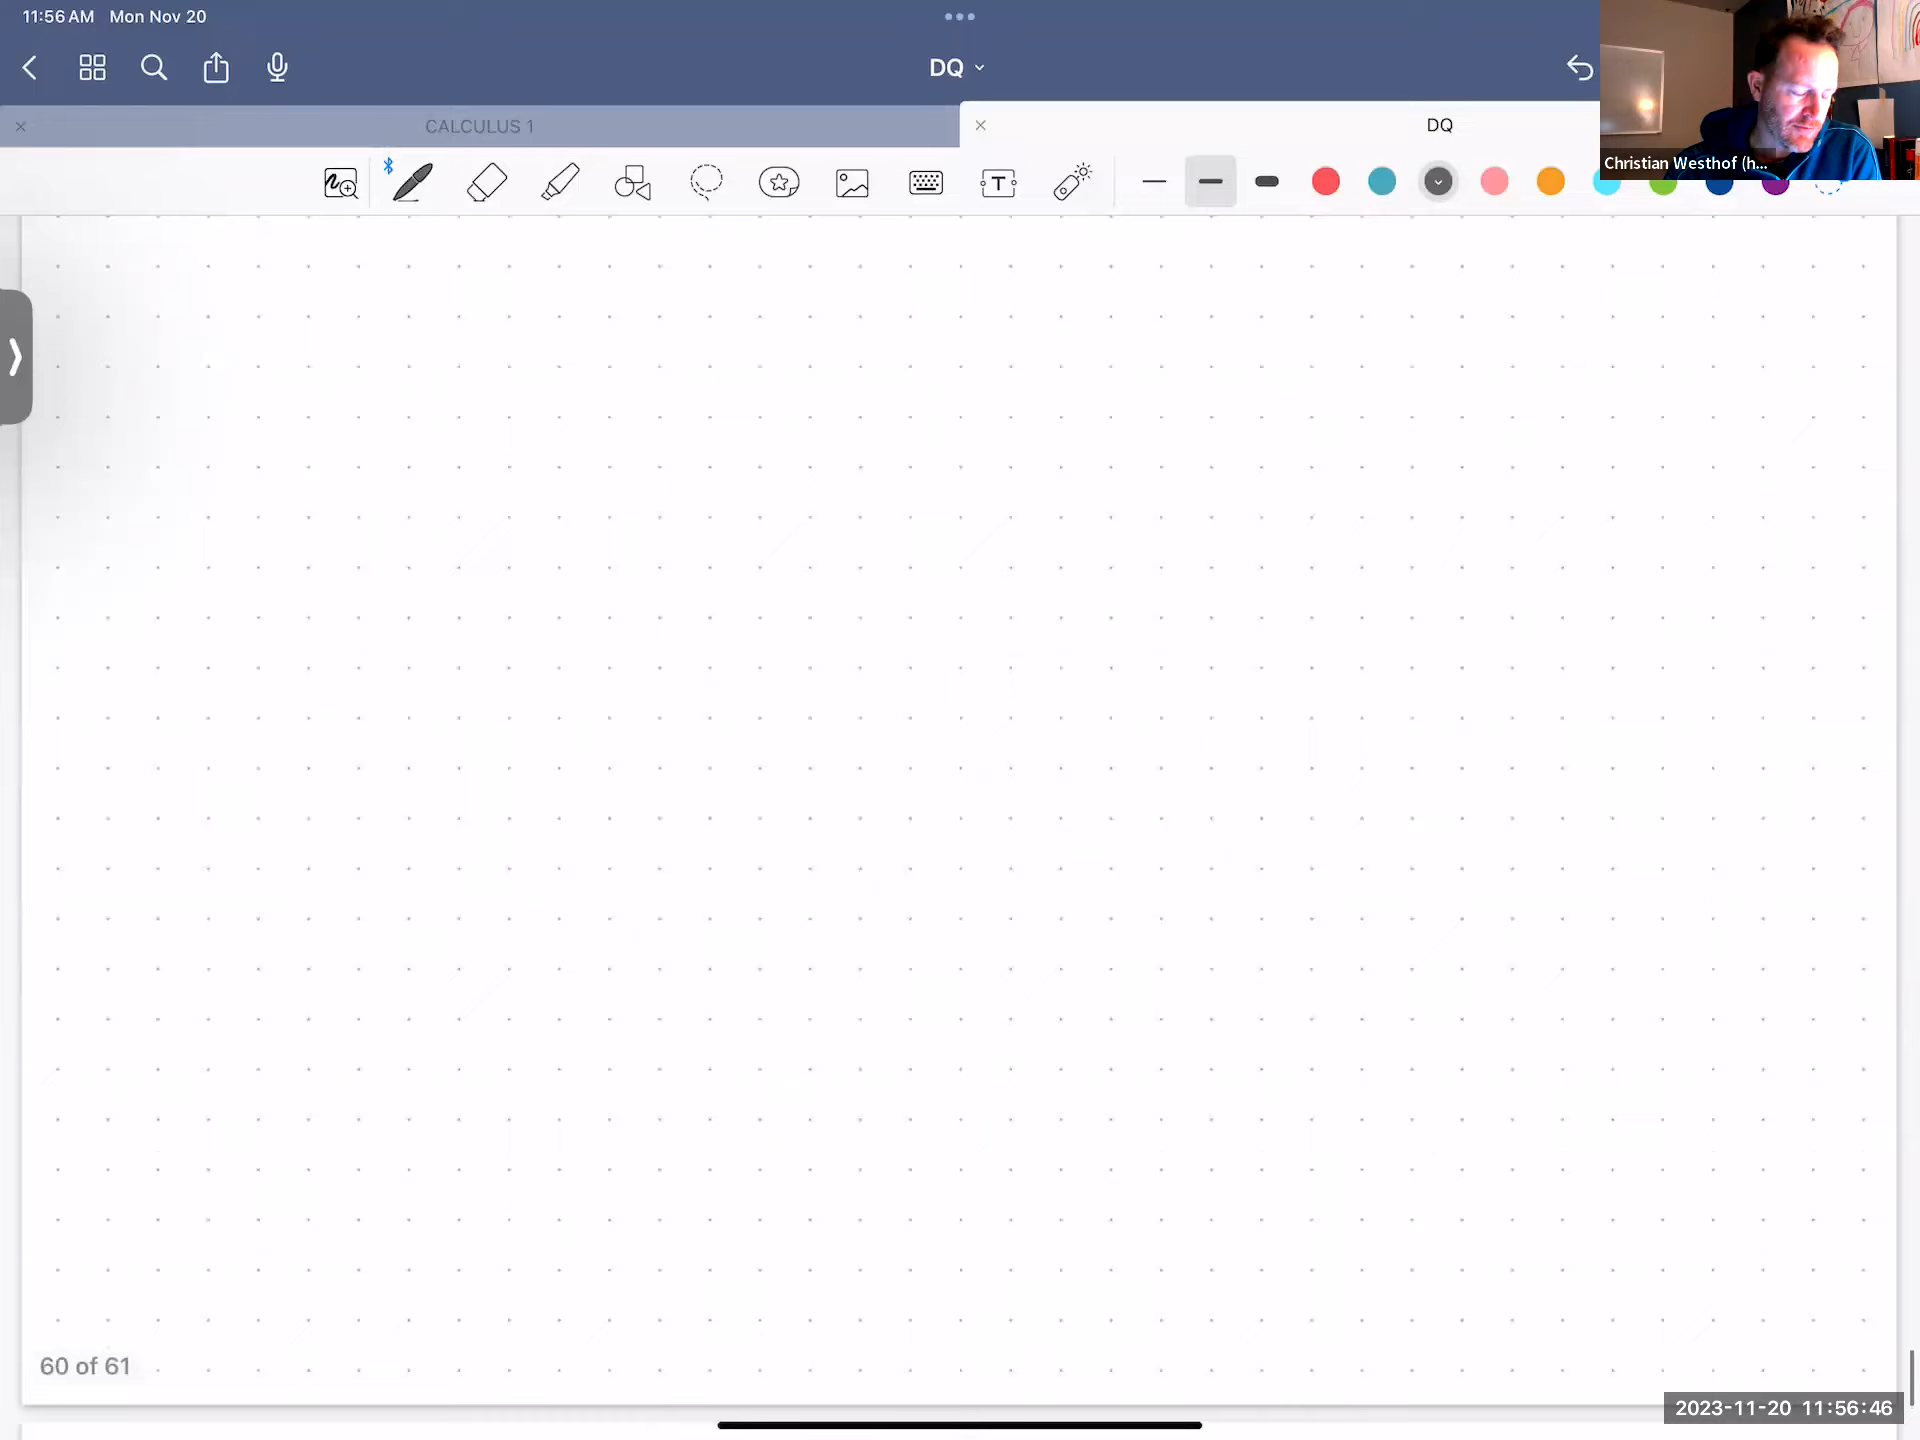 11:56 AM Mon Nov 20
DQ
CALCULUS 1
DQ
Christian Westhof (h...
T
60 of 61
2023-11-20 11:56:46